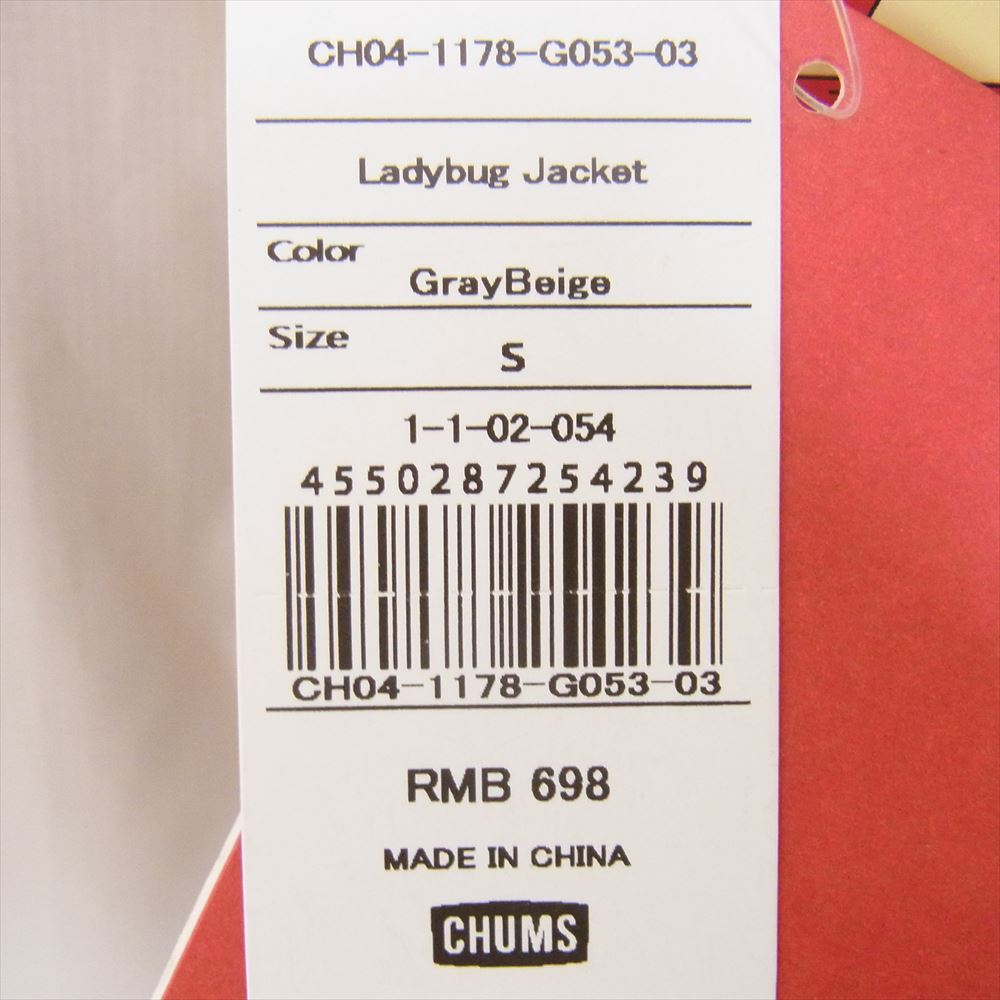 CH04-1178-G053-03
Ladybug Jacket
Color
GrayBeige
Size
S
1-1-02-054
4550287254239
CH04-1178-G053-03
RMB 698
MADE IN CHINA
CHUMS